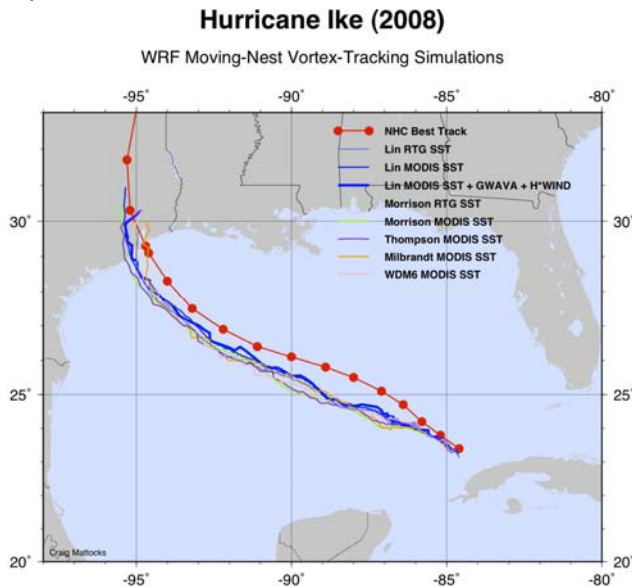 Hurricane Ike (2008)
WRF Moving-Nest Vortex-Tracking Simulations
-95° -90° -85° -80°
NHC Best Track
Lin RTG SST
Lin MODIS SST
Lin MODIS SST + GWAVA + H*WIND
Morrison RTG SST
Morrison MODIS SST
Thompson MODIS SST
Milbrandt MODIS SST
WDM6 MODIS SST
30° 30°
25° 25°
20° 20°
Craig Mattocks
-95° -90° -85° -80°